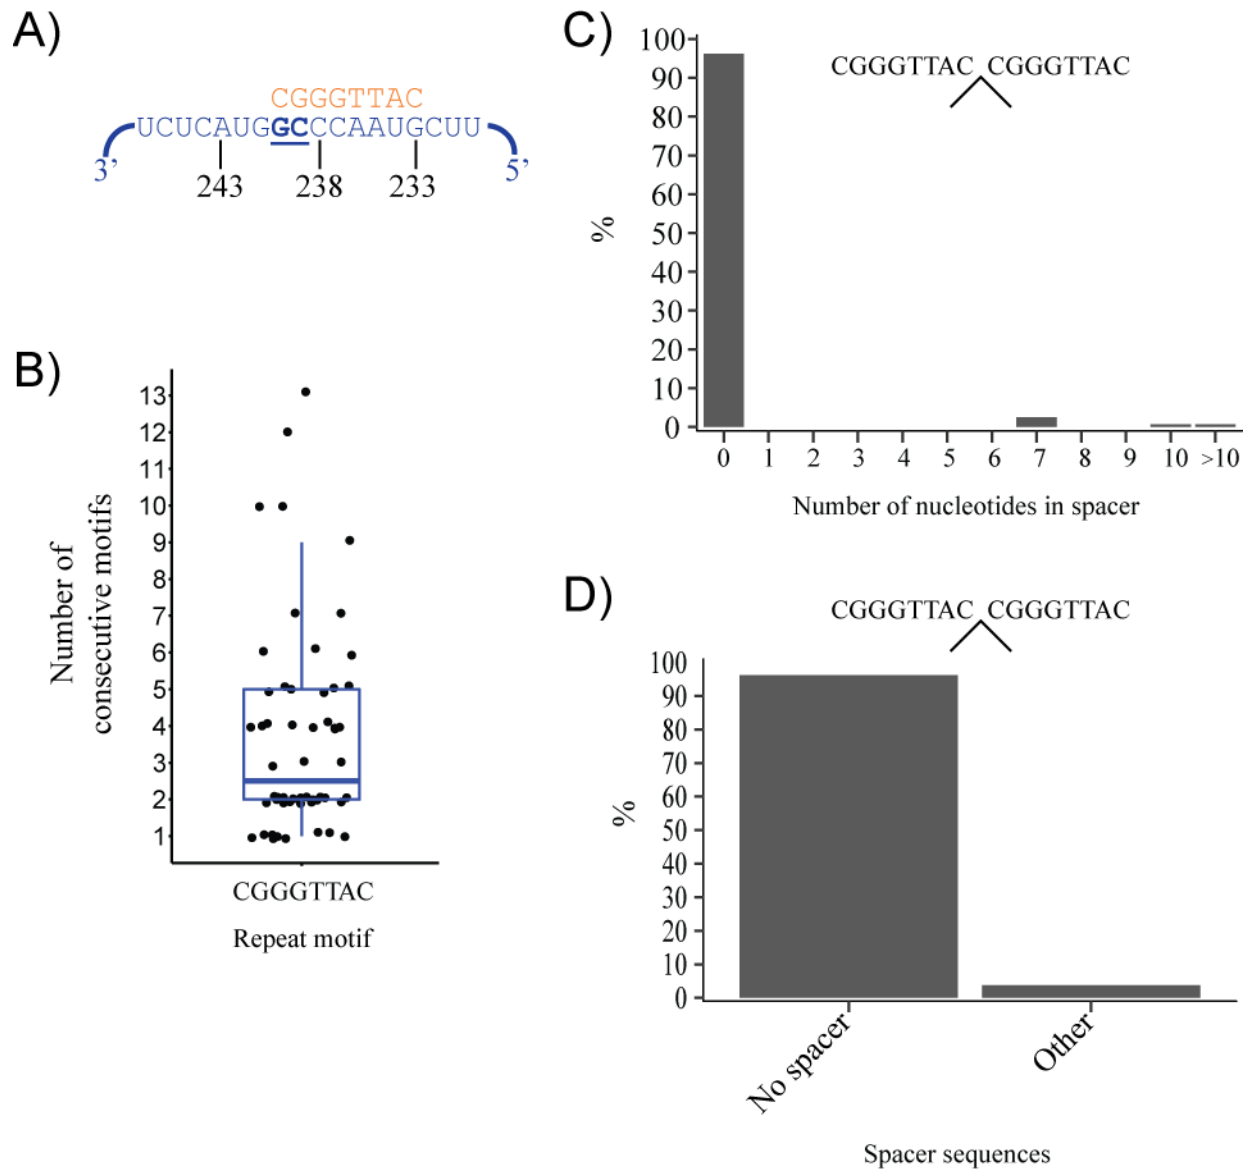 A)
CGGGTTAC
UCUCAUGGCCCAAUGCUU
3’ 5’
243 238 233
B)
13
12
11
10
9
8
7
6
5
4
3
2
1
Number of
consecutive motifs
CGGGTTAC
Repeat motif
C)
CGGGTTAC CGGGTTAC
100
90
80
70
60
50
40
30
20
10
0
%
0 1 2 3 4 5 6 7 8 9 10 >10
Number of nucleotides in spacer
D)
CGGGTTAC CGGGTTAC
100
90
80
70
60
50
40
30
20
10
0
%
No spacer
Other
Spacer sequences